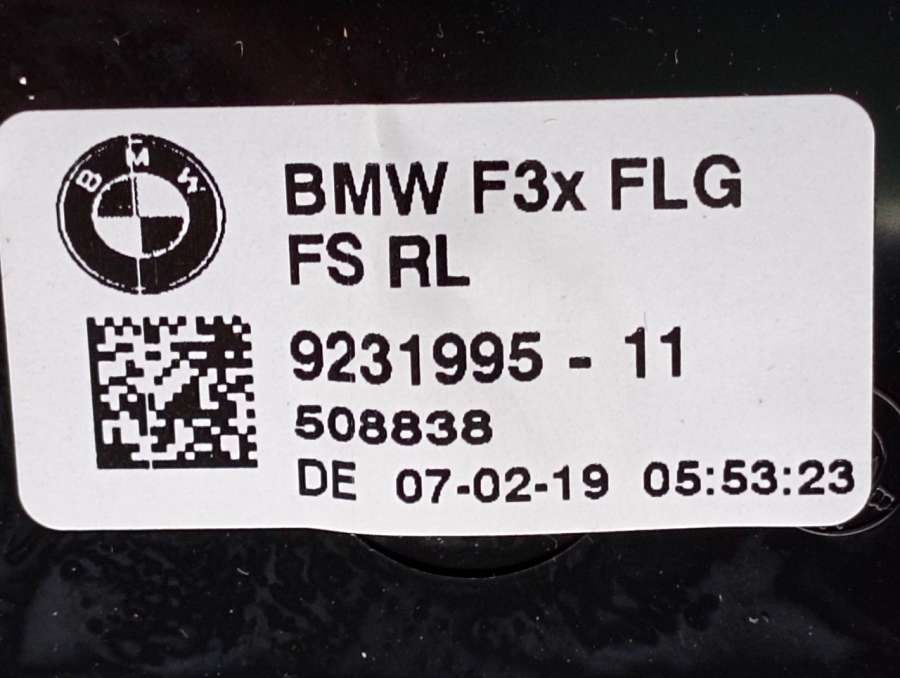 BMW
BMW F3x FLG
FS RL
9231995 - 11
508838
DE 07-02-19 05:53:23